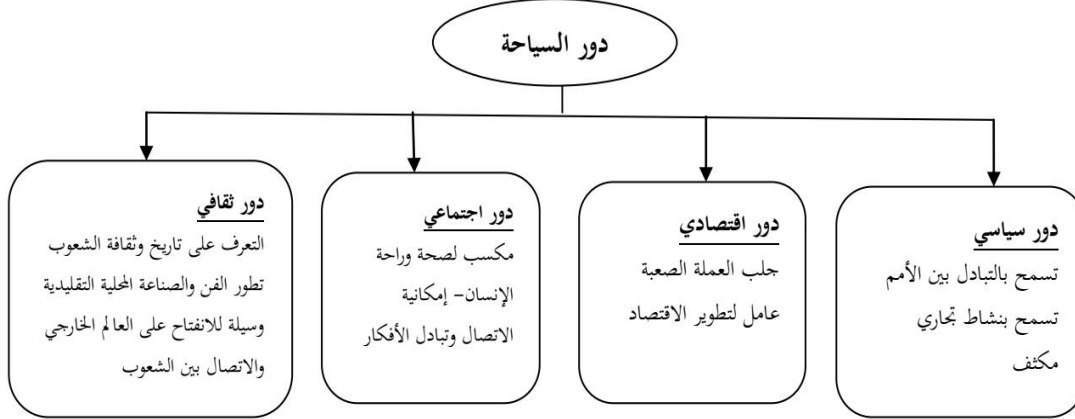 دور السياحة
دور سياسي
تسمح بالتبادل بين الأمم
تسمح بنشاط تجاري
مكثف
دور اقتصادي
جلب العملة الصعبة
عامل لتطوير الاقتصاد
دور اجتماعي
مكسب لصحة وراحة
الإنسان– إمكانية
الاتصال وتبادل الأفكار
دور ثقافي
التعرف على تاريخ وثقافة الشعوب
تطور الفن والصناعة المحلية التقليدية
وسيلة للانفتاح على العالم الخارجي
والاتصال بين الشعوب